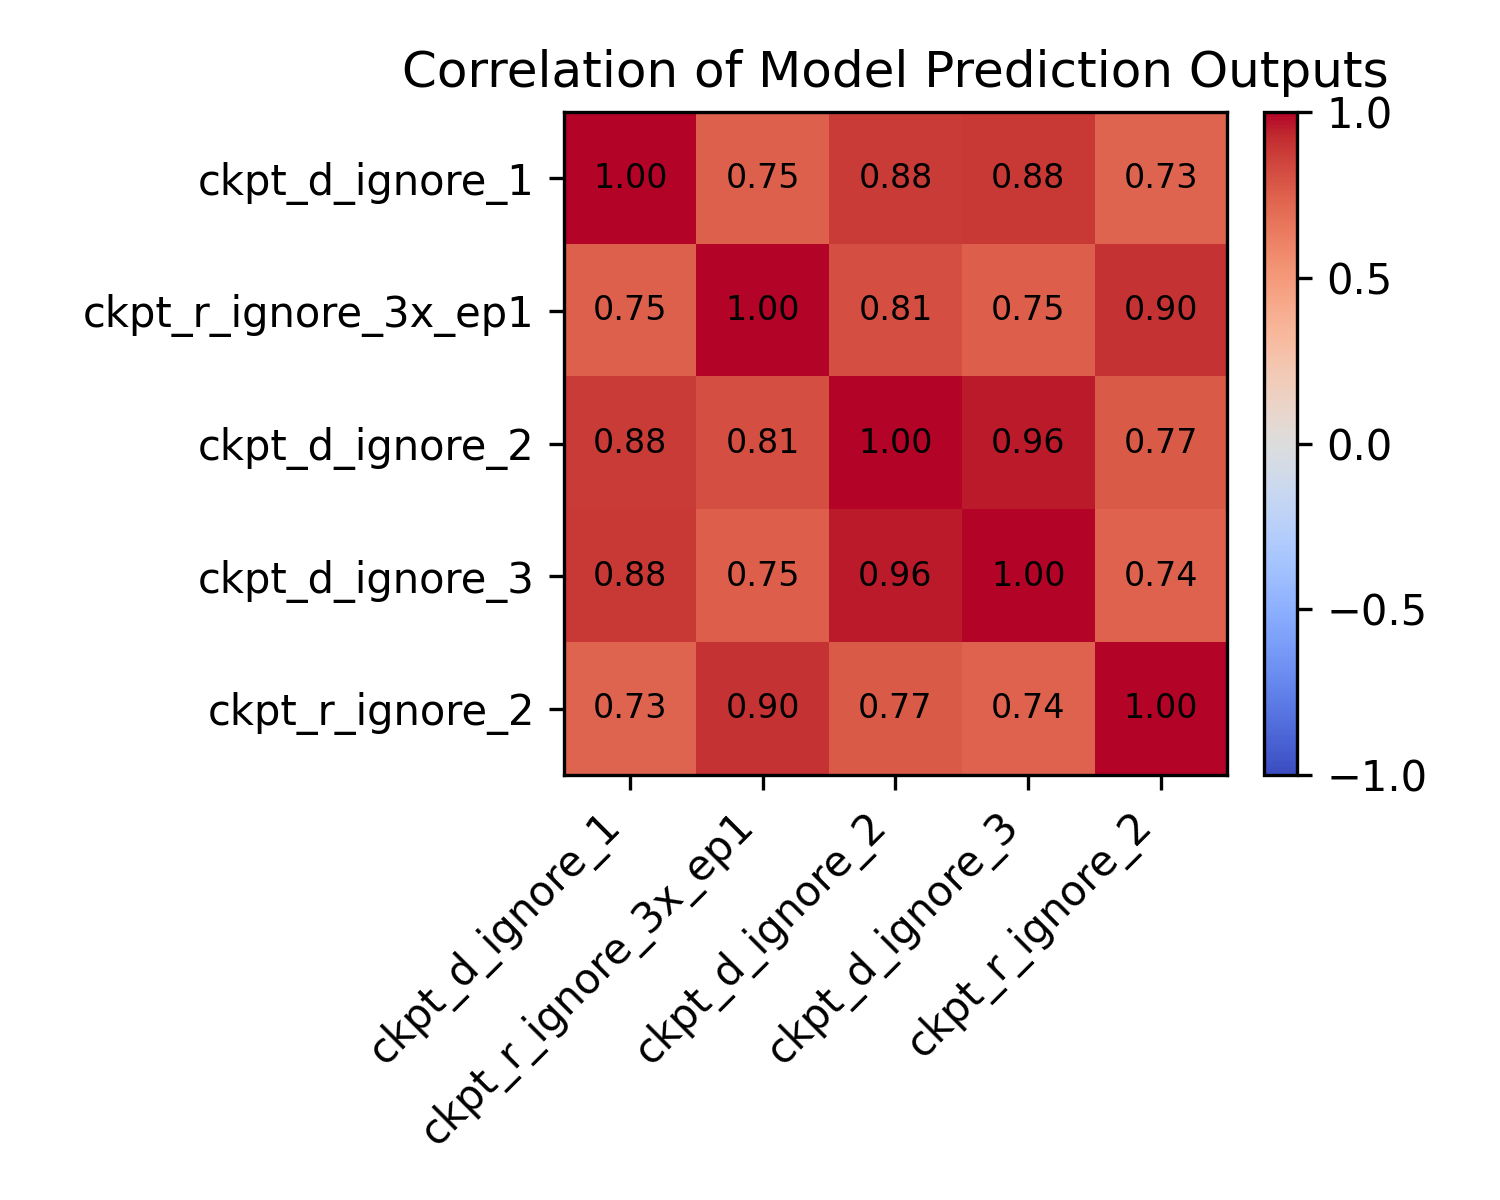 Correlation of Model Prediction Outputs
ckpt_d_ignore_1 1.00 0.75 0.88 0.88 0.73
ckpt_r_ignore_3x_ep1 0.75 1.00 0.81 0.75 0.90
ckpt_d_ignore_2 0.88 0.81 1.00 0.96 0.77
ckpt_d_ignore_3 0.88 0.75 0.96 1.00 0.74
ckpt_r_ignore_2 0.73 0.90 0.77 0.74 1.00
ckpt_d_ignore_1
ckpt_r_ignore_3x_ep1
ckpt_d_ignore_2
ckpt_d_ignore_3
ckpt_r_ignore_2
1.0
0.5
0.0
−0.5
−1.0